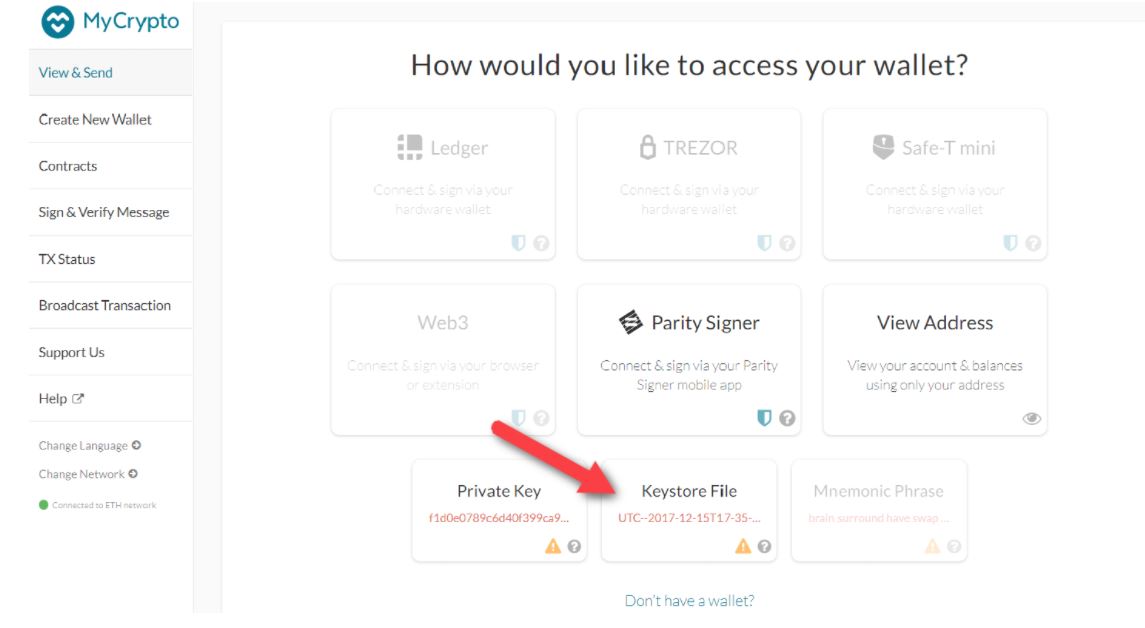 MyCrypto
View & Send
Create New Wallet
Contracts
Sign & Verify Message
TX Status
Broadcast Transaction
Support Us
Help
Change Language
Change Network
Connected to ETH network
How would you like to access your wallet?
Ledger
Connect & sign via your
hardware wallet
TREZOR
Connect & sign via your
hardware wallet
Safe-T mini
Connect & sign via your
hardware wallet
Web3
Connect & sign via your browser
or extension
Parity Signer
Connect & sign via your Parity
Signer mobile app
View Address
View your account & balances
using only your address
Private Key
f1d0e0789c6d40f399ca9...
Keystore File
UTC--2017-12-15T17-35-...
Mnemonic Phrase
brain surround have swap ...
Don't have a wallet?